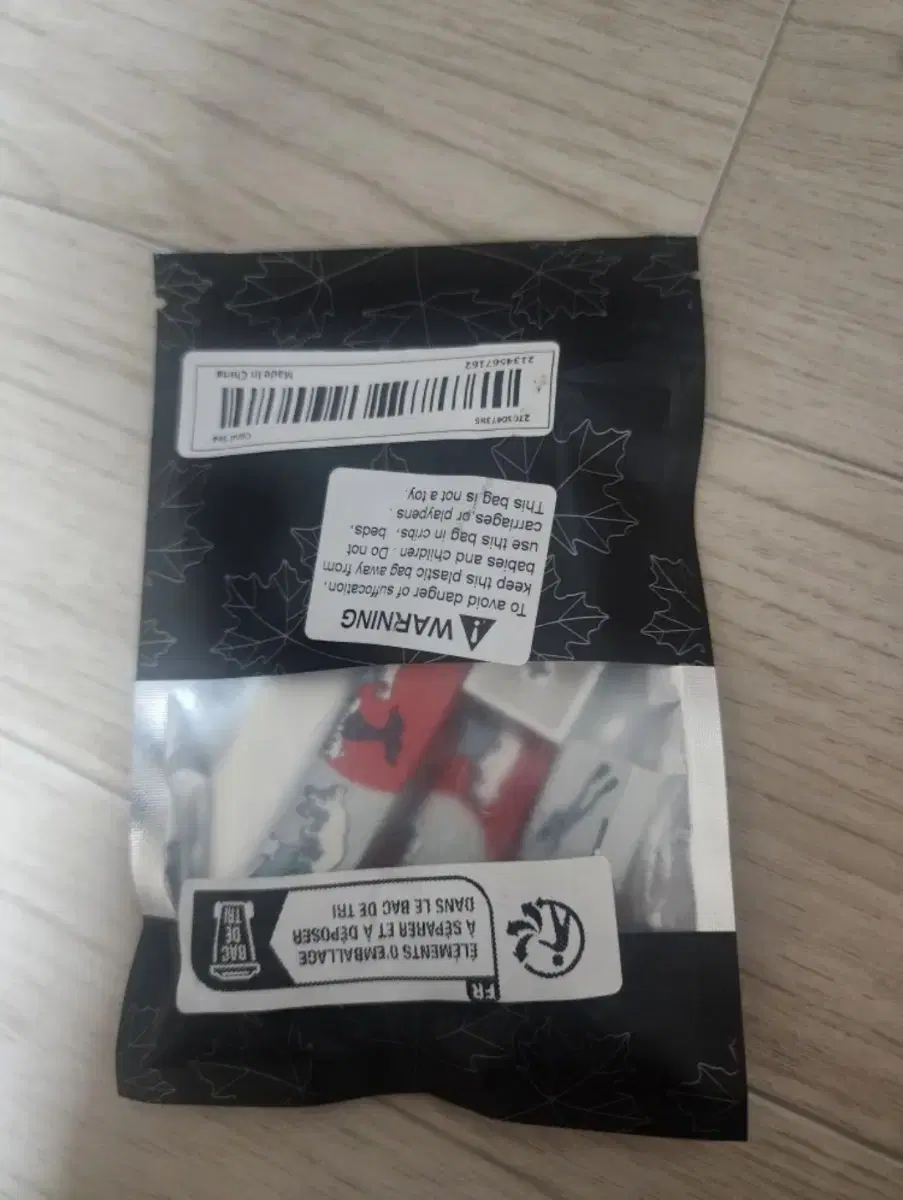 FR
ÉLÉMENTS D'EMBALLAGE
À SÉPARER ET À DÉPOSER
DANS LE BAC DE TRI
BAC
DE
TRI
WARNING
To avoid danger of suffocation,
keep this plastic bag away from
babies and children. Do not
use this bag in cribs, beds,
carriages, or playpens.
This bag is not a toy.
2134567162
Made In China